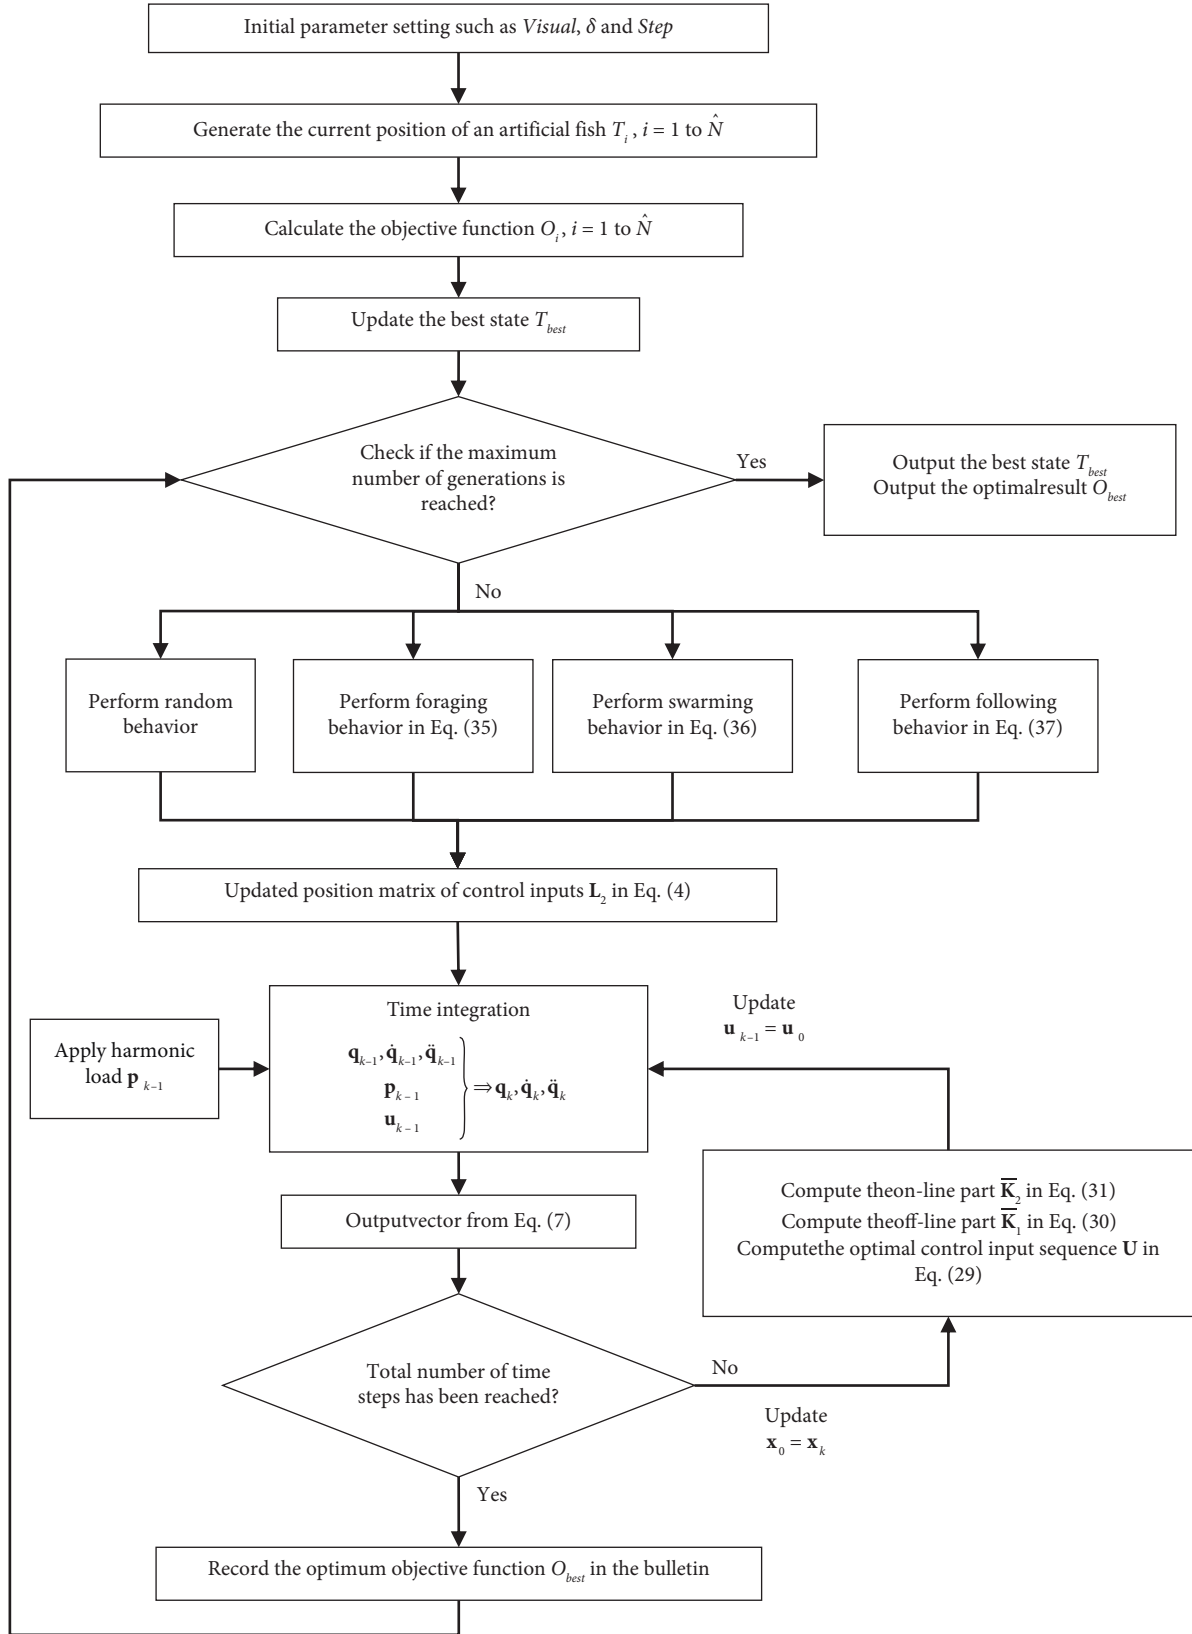 Initial parameter setting such as Visual, δ and Step
Generate the current position of an artificial fish T_i , i = 1 to N̂
Calculate the objective function O_i, i = 1 to N̂
Update the best state T_best
Check if the maximum
number of generations is
reached?
Yes
Output the best state T_best
Output the optimalresult O_best
No
Perform random
behavior
Perform foraging
behavior in Eq. (35)
Perform swarming
behavior in Eq. (36)
Perform following
behavior in Eq. (37)
Updated position matrix of control inputs L_2 in Eq. (4)
Apply harmonic
load p_k–1
Time integration
q_k–1, q̇_k–1, q̈_k–1
p_k–1
u_k–1
⇒ q_k, q̇_k, q̈_k
Update
u_k–1 = u_0
Outputvector from Eq. (7)
Compute theon-line part K̅_2 in Eq. (31)
Compute theoff-line part K̅_1 in Eq. (30)
Computethe optimal control input sequence U in
Eq. (29)
Total number of time
steps has been reached?
No
Update
x_0 = x_k
Yes
Record the optimum objective function O_best in the bulletin